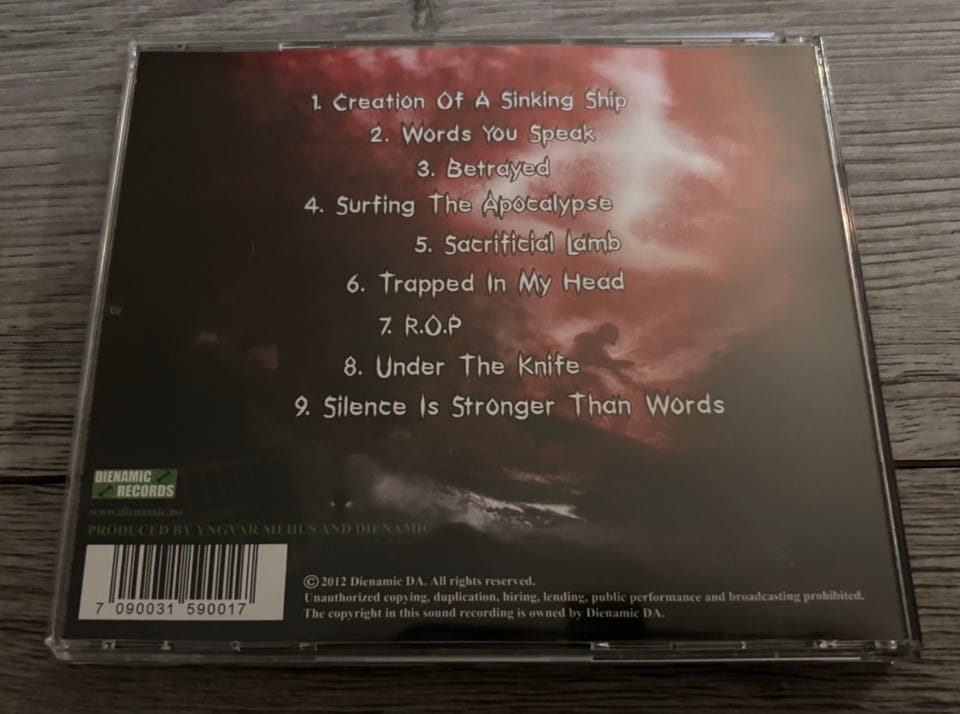 1. Creation Of A Sinking Ship
2. Words You Speak
3. Betrayed
4. Surfing The Apocalypse
5. Sacrificial Lamb
6. Trapped In My Head
7. R.O.P
8. Under The Knife
9. Silence Is Stronger Than Words
DIENAMIC
RECORDS
www.dienamic.no
PRODUCED BY YNGVAR MEHUS AND DIENAMIC
7 090031 590017
©2012 Dienamic DA. All rights reserved.
Unauthorized copying, duplication, hiring, lending, public performance and broadcasting prohibited.
The copyright in this sound recording is owned by Dienamic DA.